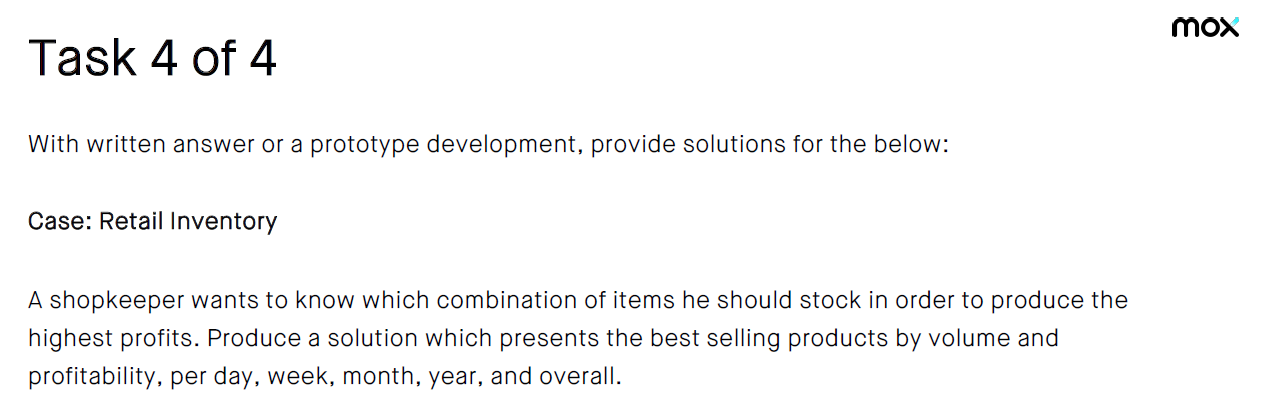 mox
Task 4 of 4
With written answer or a prototype development, provide solutions for the below:
Case: Retail Inventory
A shopkeeper wants to know which combination of items he should stock in order to produce the
highest profits. Produce a solution which presents the best selling products by volume and
profitability, per day, week, month, year, and overall.